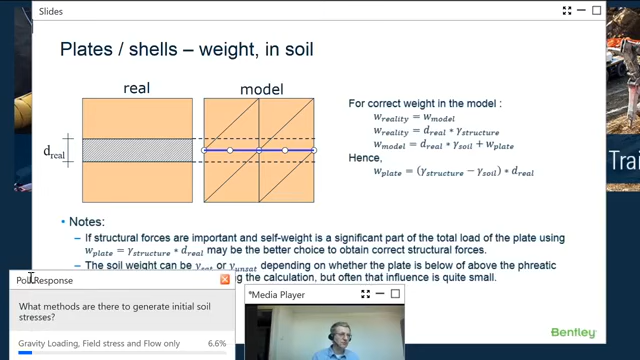 Slides
Plates / shells – weight, in soil
real
model
d_real
For correct weight in the model :
w_reality = w_model
w_reality = d_real * γ_structure
w_model = d_real * γ_soil + w_plate
Hence,
w_plate = (γ_structure − γ_soil) * d_real
• Notes:
– If structural forces are important and self-weight is a significant part of the total load of the plate using
w_plate = γ_structure * d_real may be the better choice to obtain correct structural forces.
– The soil weight can be γ_sat or γ_unsat depending on whether the plate is below of above the phreatic
the calculation, but often that influence is quite small.
Poll Response
What methods are there to generate initial soil
stresses?
Gravity Loading, Field stress and Flow only
6.6%
*Media Player
Bentley
Trai